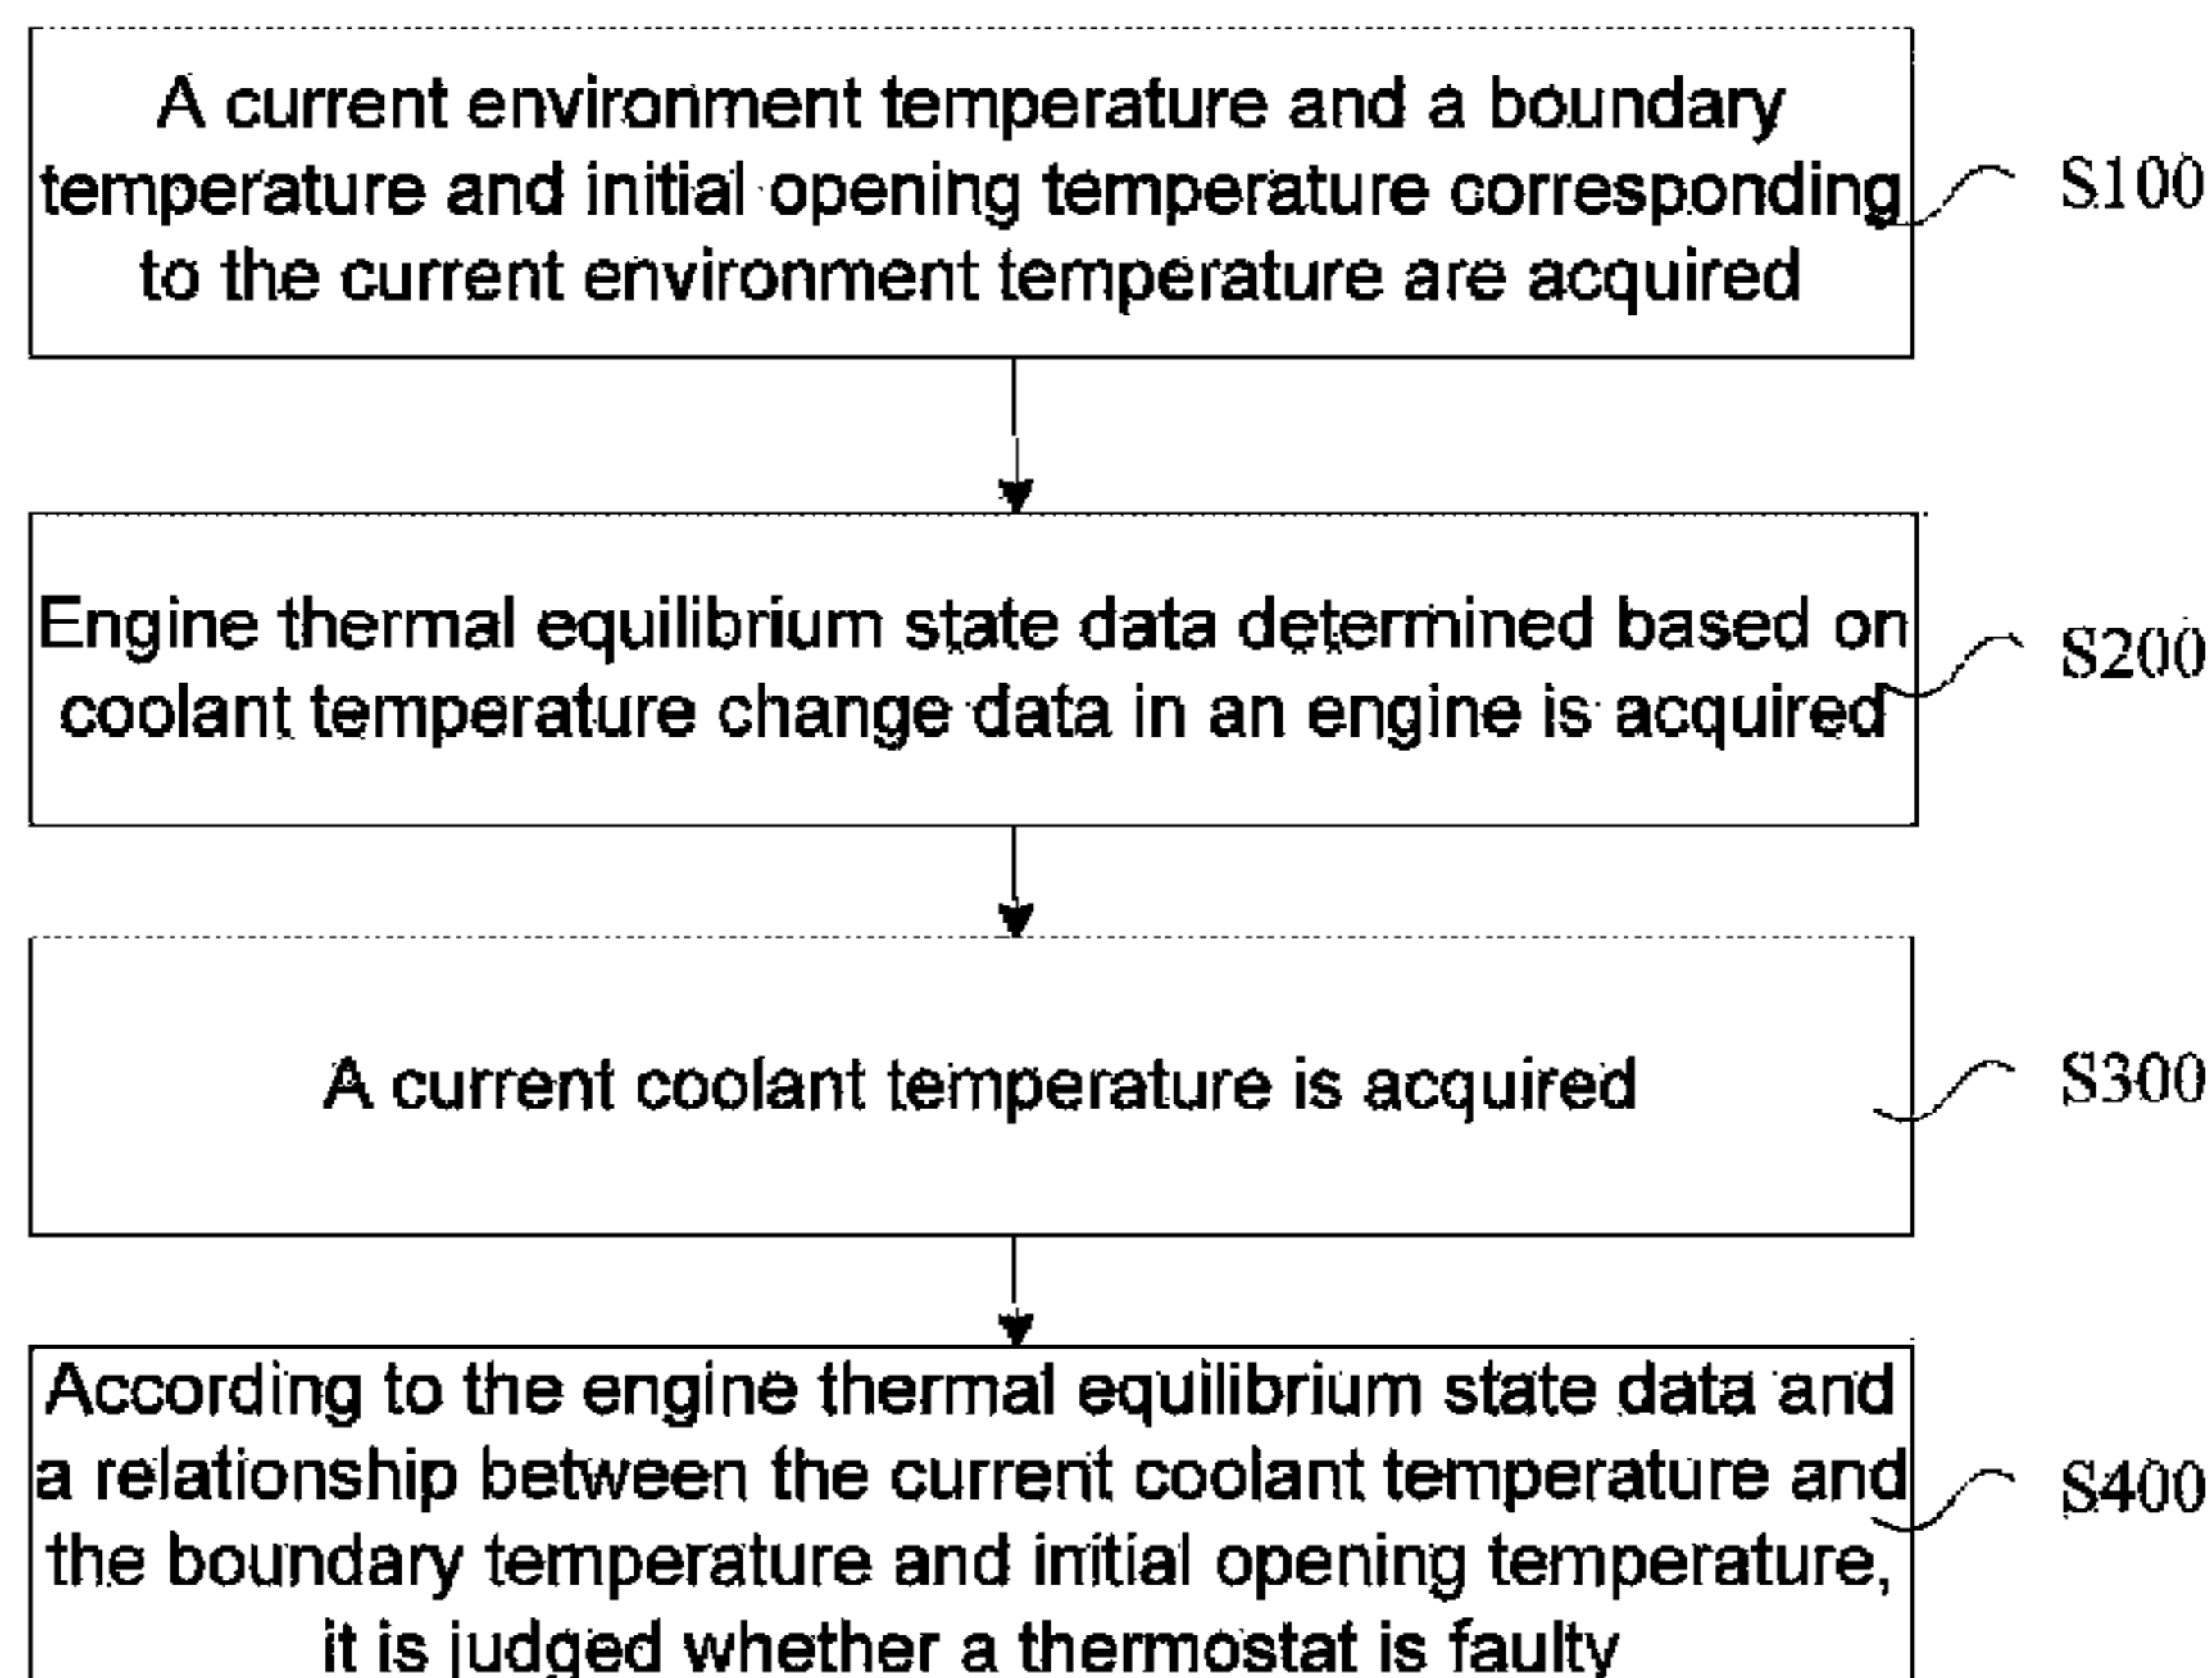 A current environment temperature and a boundary
temperature and initial opening temperature corresponding
to the current environment temperature are acquired
S100
Engine thermal equilibrium state data determined based on
coolant temperature change data in an engine is acquired
S200
A current coolant temperature is acquired
S300
According to the engine thermal equilibrium state data and
a relationship between the current coolant temperature and
the boundary temperature and initial opening temperature,
it is judged whether a thermostat is faulty
S400